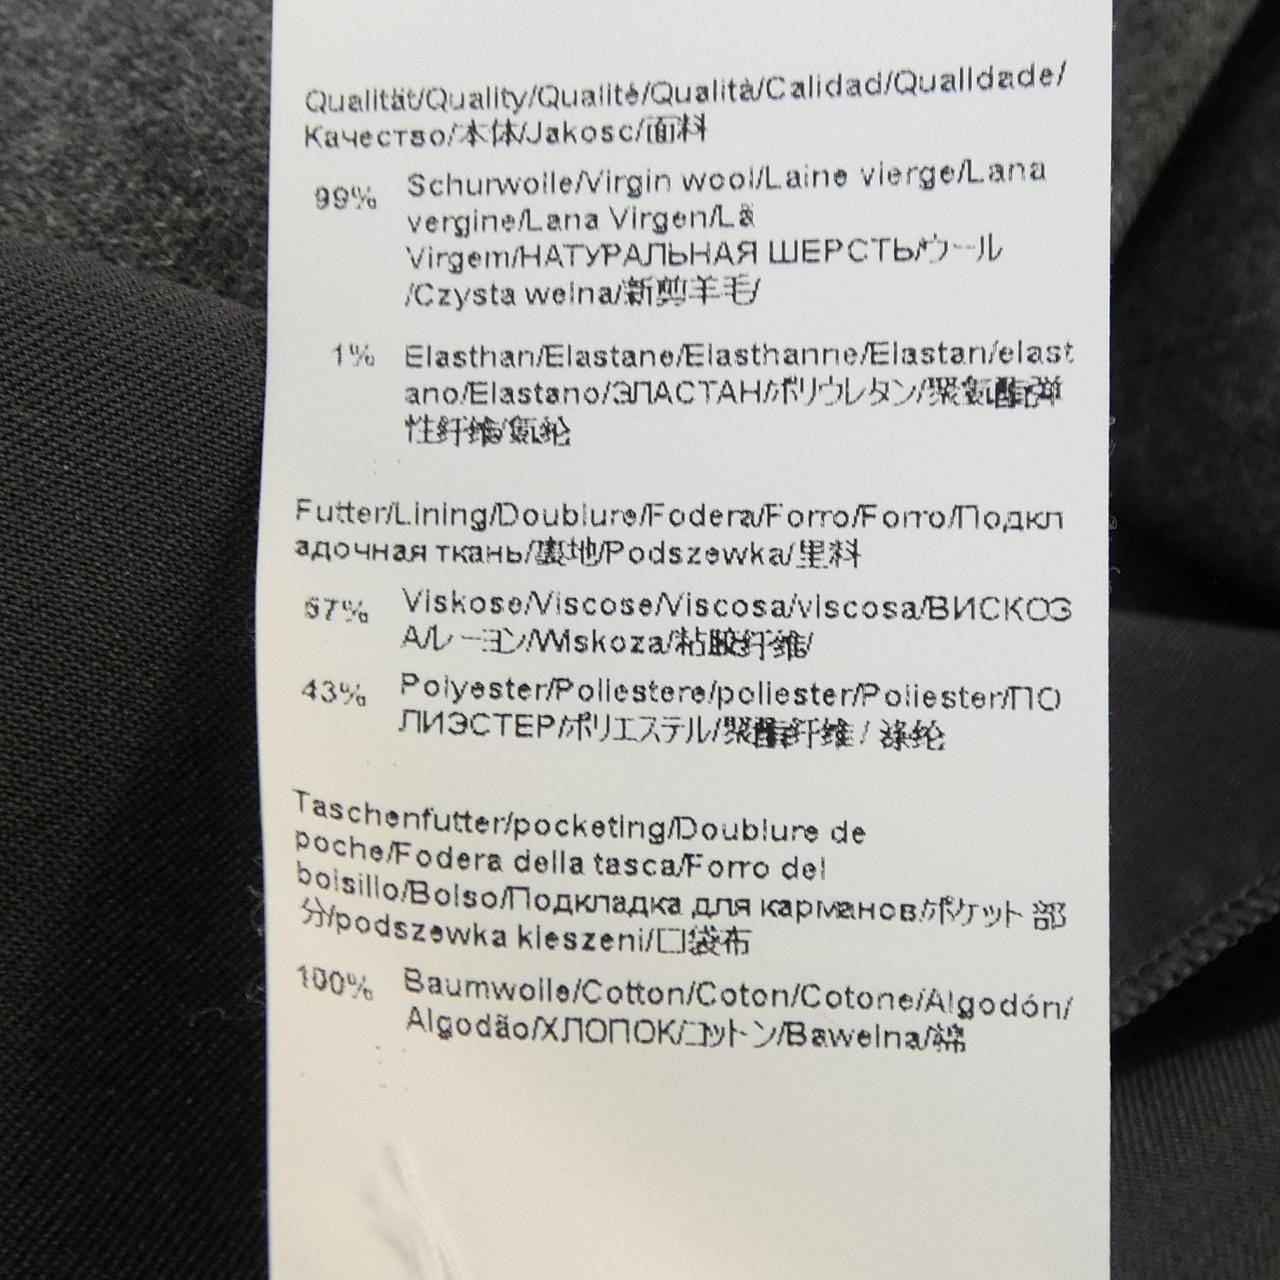 Qualität/Quality/Qualité/Qualità/Calidad/Qualidade/
Качество/本体/Jakosc/面料
99% Schurwolle/Virgin wool/Laine vierge/Lana
vergine/Lana Virgen/Lã
Virgem/НАТУРАЛЬНАЯ ШЕРСТЬ/ウール
/Czysta welna/新剪羊毛/
1% Elasthan/Elastane/Elasthanne/Elastan/elast
ano/Elastano/ЭЛАСТАН/ポリウレタン/聚氨酯弹
性纤维/氨纶
Futter/Lining/Doublure/Fodera/Forro/Forro/Подкл
адочная ткань/裏地/Podszewka/里料
57% Viskose/Viscose/Viscosa/viscosa/ВИСКОЗ
А/レーヨン/Wiskoza/粘胶纤维/
43% Polyester/Poliestere/poliester/Poliester/ПО
ЛИЭСТЕР/ポリエステル/聚酯纤维 / 涤纶
Taschenfutter/pocketing/Doublure de
poche/Fodera della tasca/Forro del
bolsillo/Bolso/Подкладка для карманов/ポケット 部
分/podszewka kieszeni/口袋布
100% Baumwolle/Cotton/Coton/Cotone/Algodón/
Algodão/ХЛОПОК/コットン/Bawelna/棉